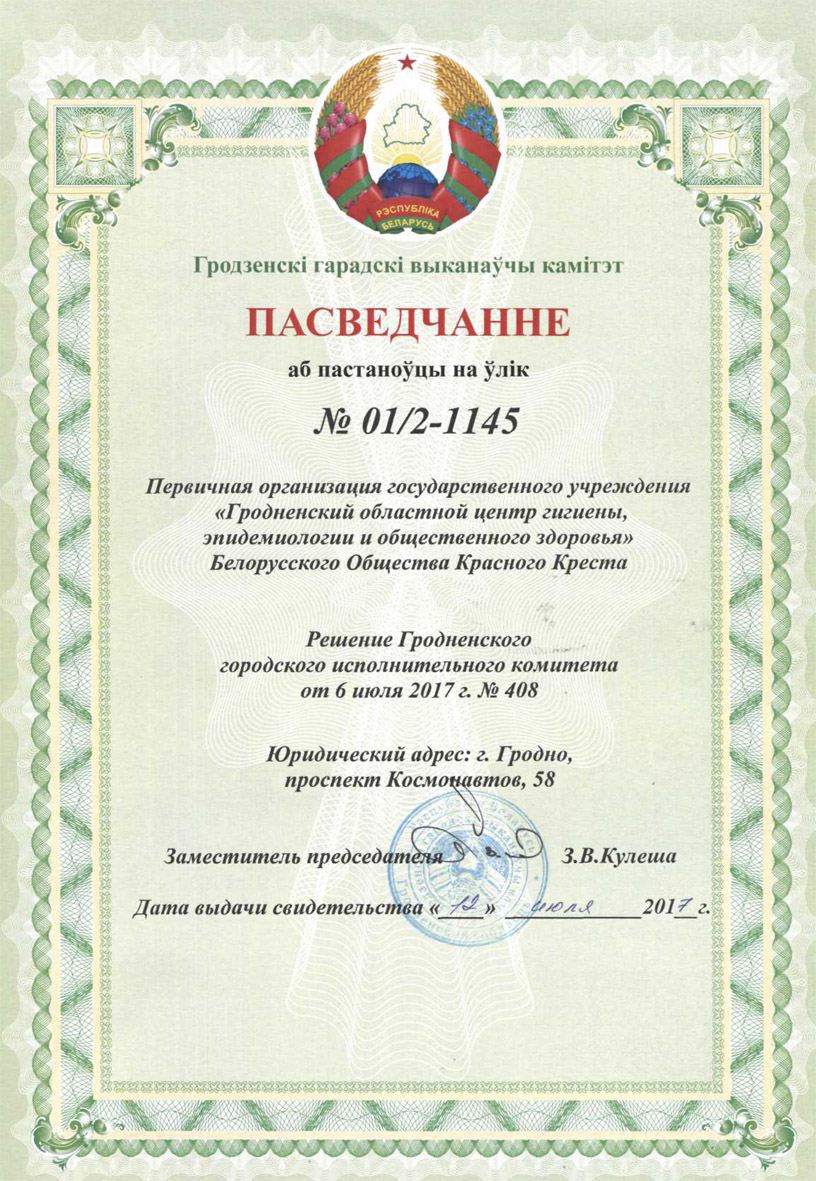 РЭСПУБЛІКА
БЕЛАРУСЬ
Гродзенскі гарадскі выканаўчы камітэт
ПАСВЕДЧАННЕ
аб пастаноўцы на ўлік
№ 01/2-1145
Первичная организация государственного учреждения
«Гродненский областной центр гигиены,
эпидемиологии и общественного здоровья»
Белорусского Общества Красного Креста
Решение Гродненского
городского исполнительного комитета
от 6 июля 2017 г. № 408
Юридический адрес: г. Гродно,
проспект Космонавтов, 58
Заместитель председателя З.В.Кулеша
Дата выдачи свидетельства «12» июля 2017 г.